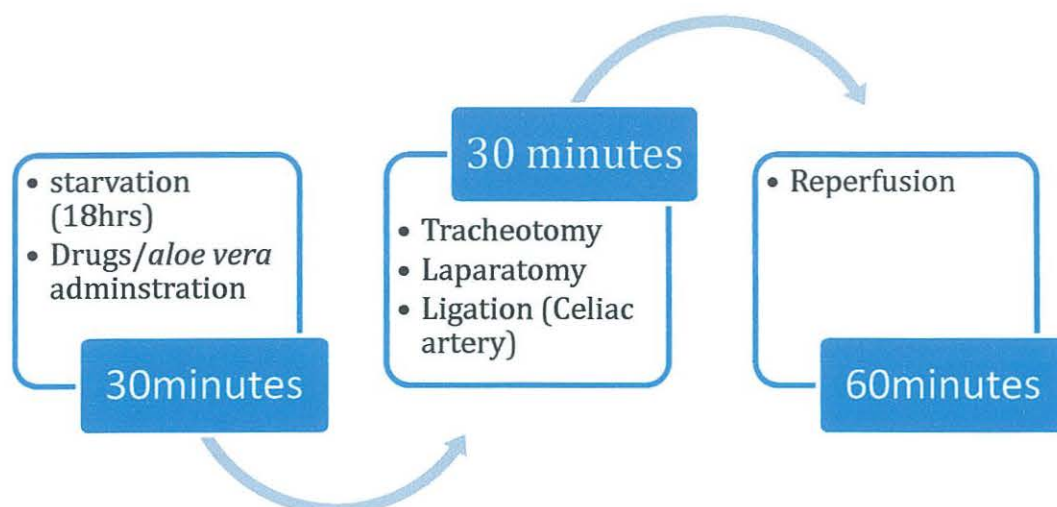 • starvation
(18hrs)
• Drugs/aloe vera
adminstration
30minutes
30 minutes
• Tracheotomy
• Laparatomy
• Ligation (Celiac
artery)
• Reperfusion
60minutes